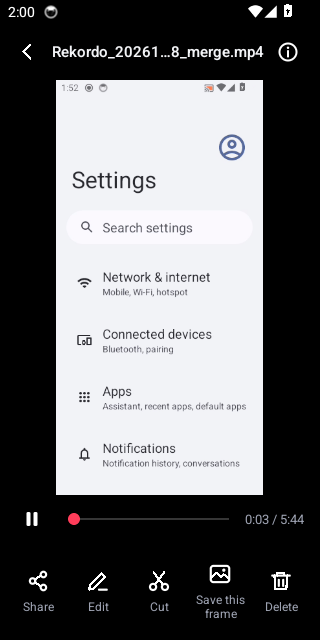 2:00
Rekordo_20261...8_merge.mp4
1:52
Settings
Search settings
Network & internet
Mobile, Wi-Fi, hotspot
Connected devices
Bluetooth, pairing
Apps
Assistant, recent apps, default apps
Notifications
Notification history, conversations
0:03 / 5:44
Share
Edit
Cut
Save this
frame
Delete